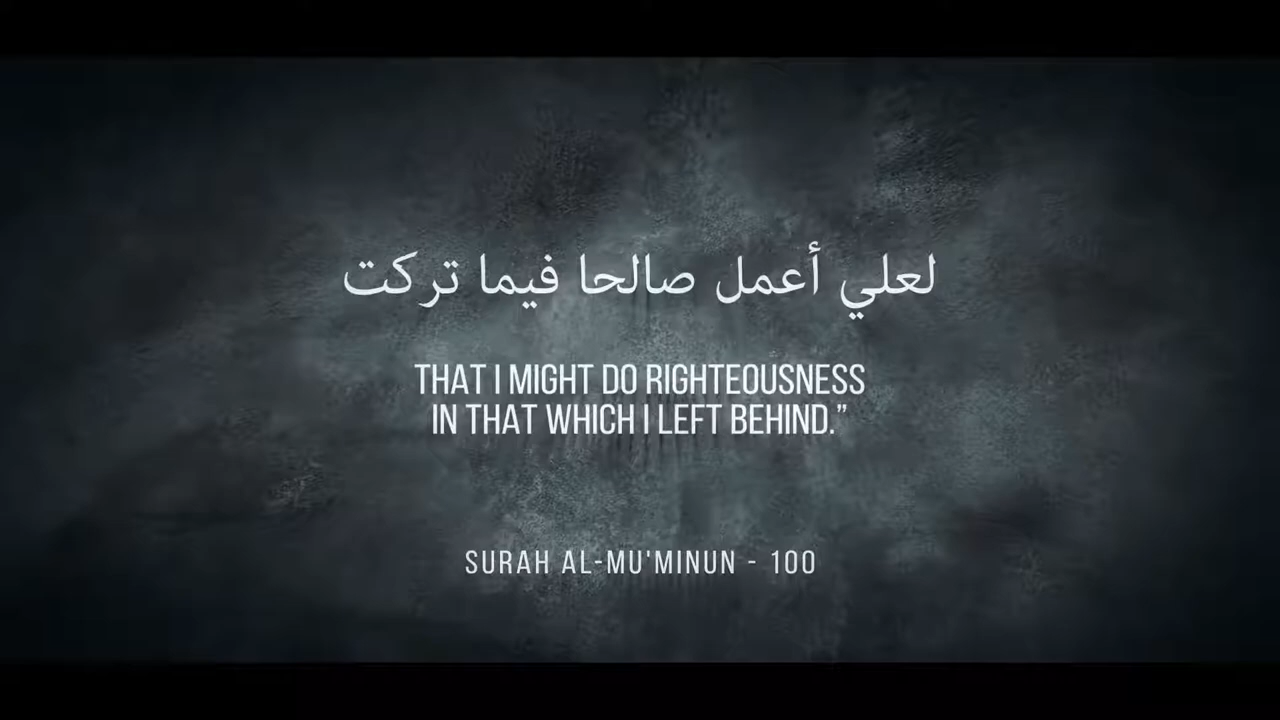 لعلي أعمل صالحا فيما تركت
THAT I MIGHT DO RIGHTEOUSNESS
IN THAT WHICH I LEFT BEHIND.”
SURAH AL-MU'MINUN - 100